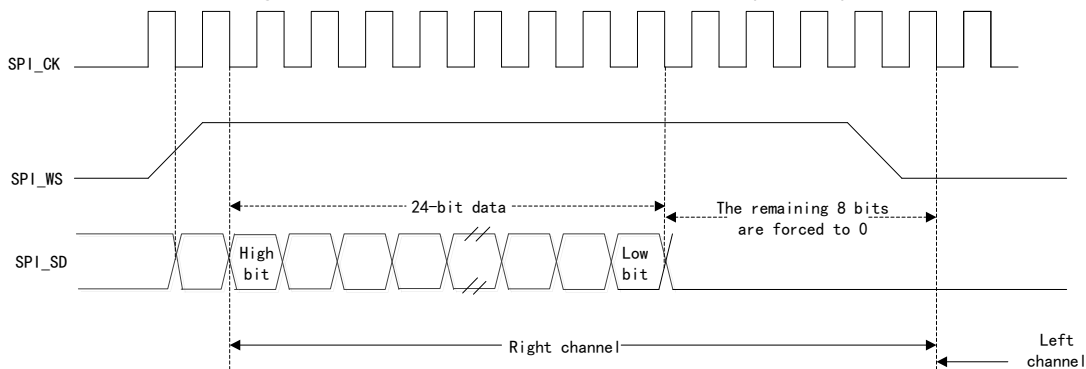 SPI_CK
SPI_WS
24-bit data
The remaining 8 bits
are forced to 0
SPI_SD
High
bit
Low
bit
Right channel
Left
channel